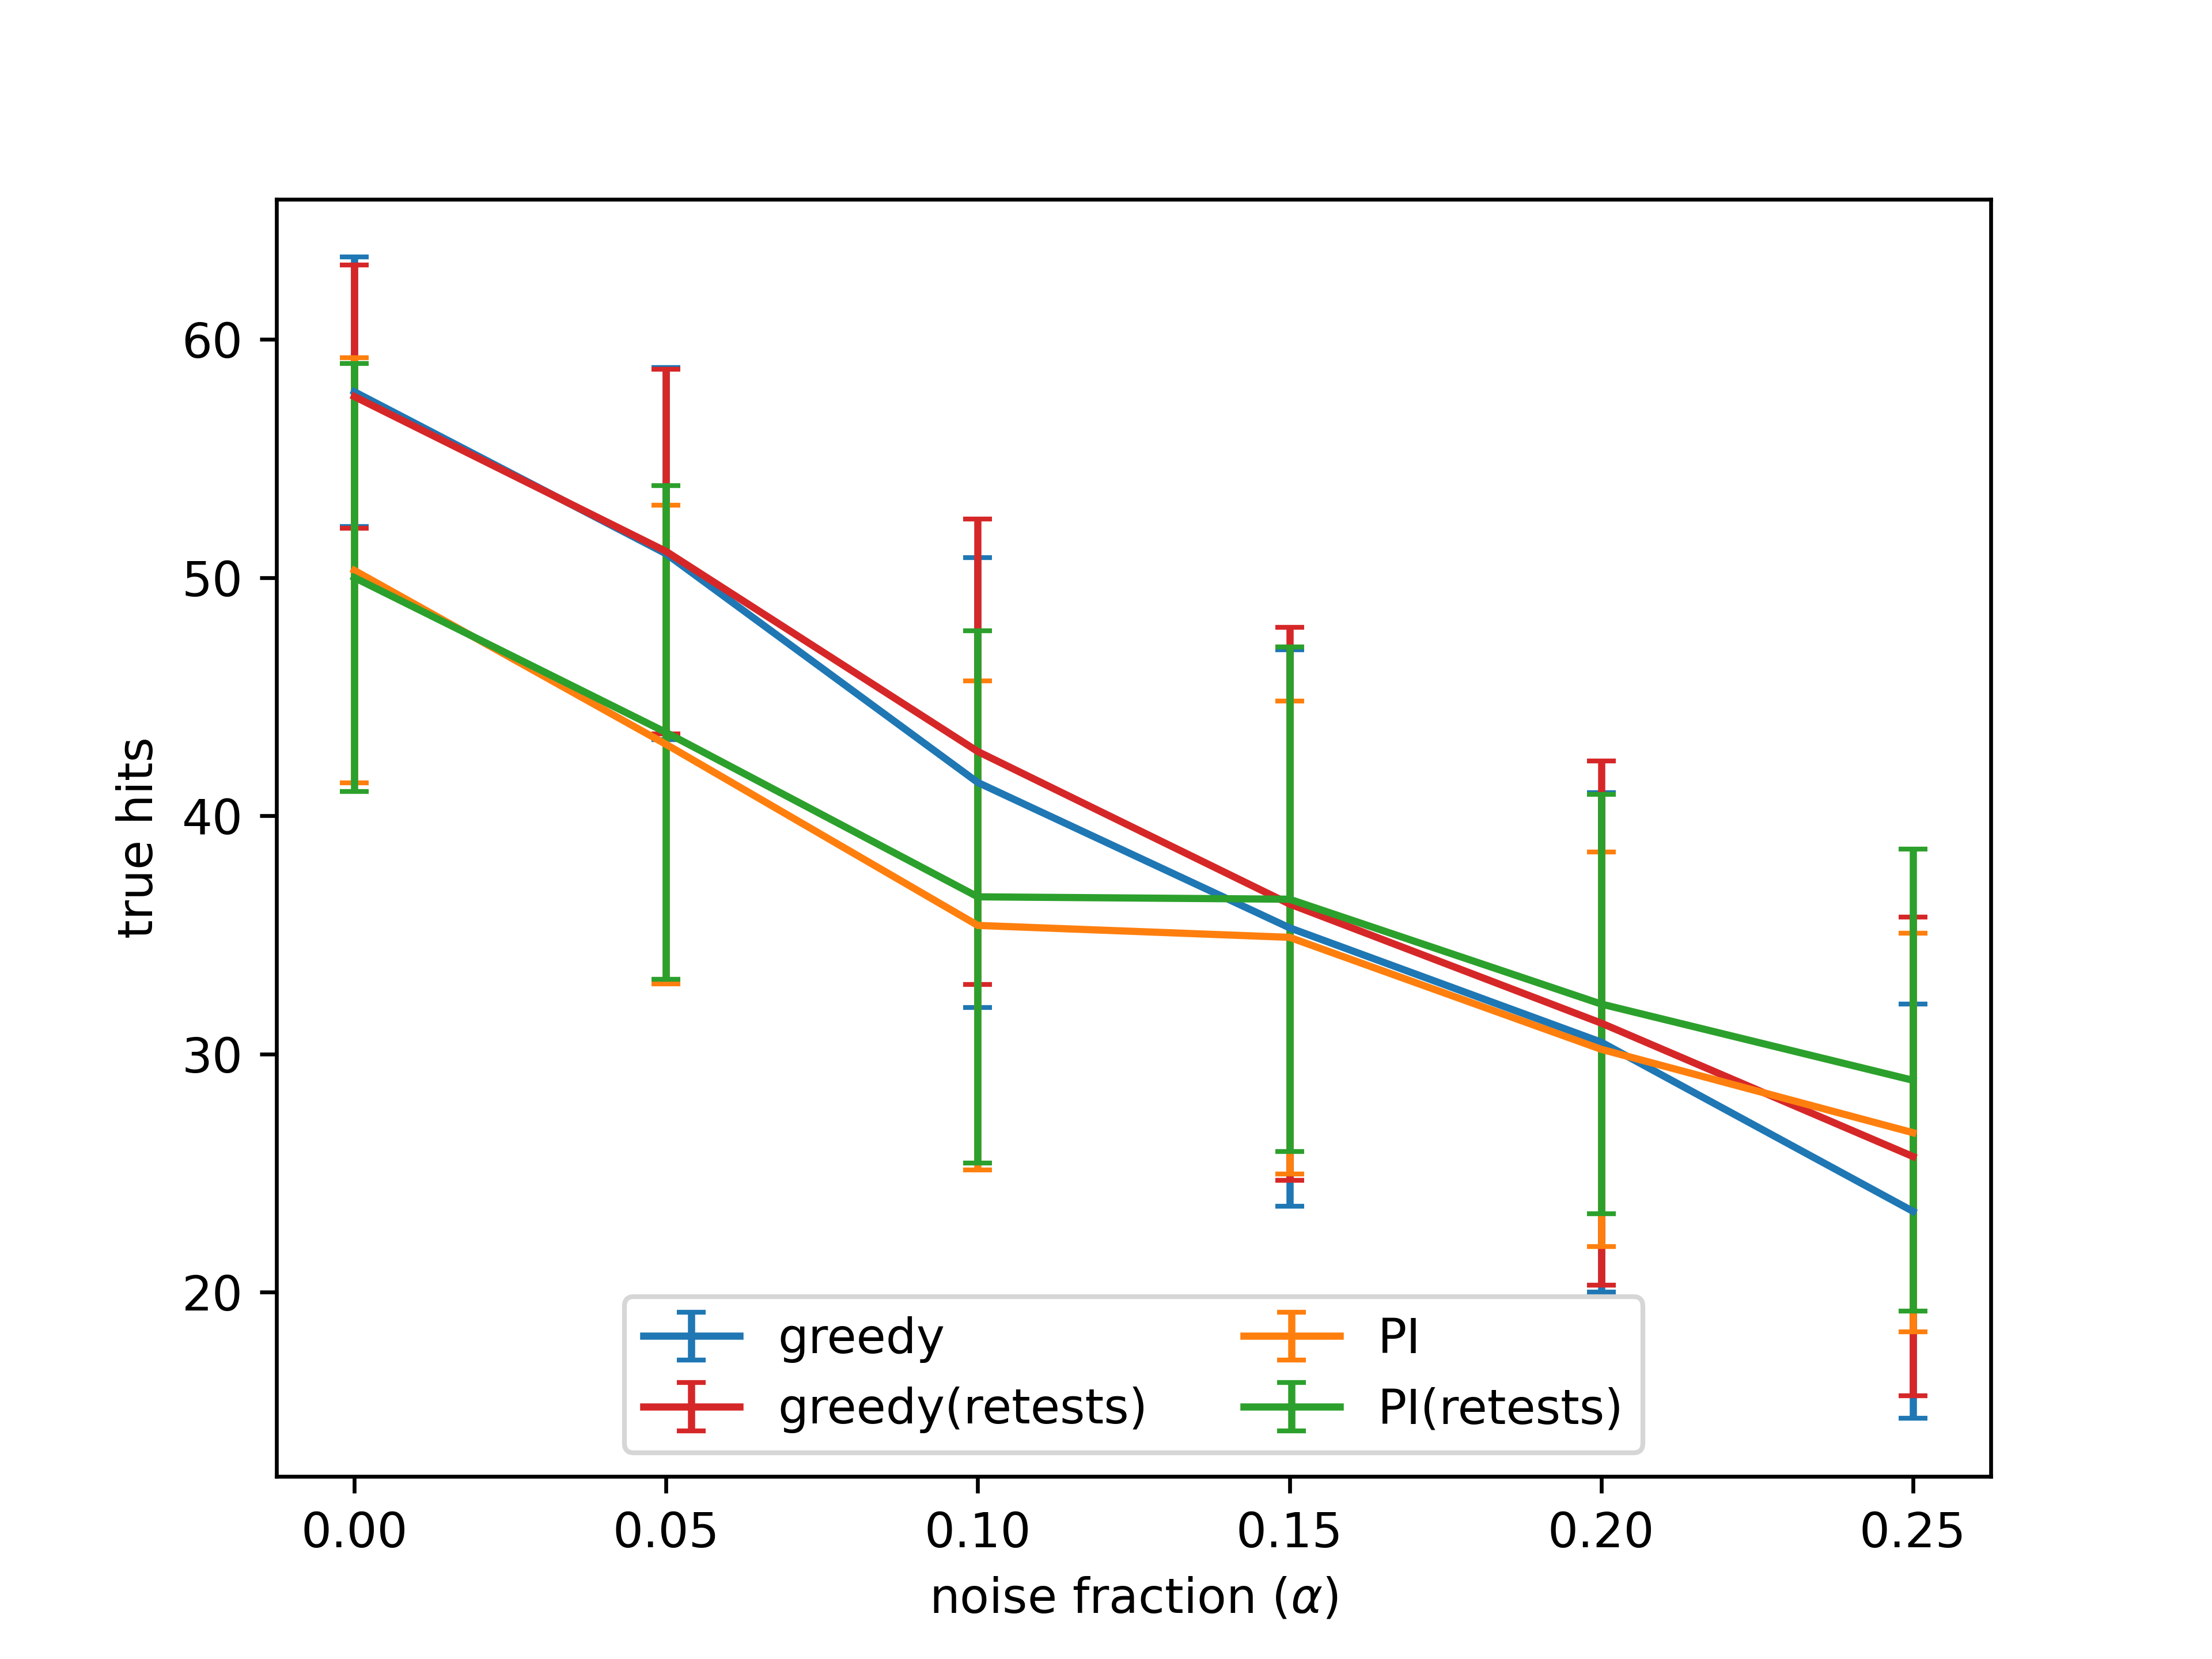 60
50
40
30
20
true hits
greedy
greedy(retests)
PI
PI(retests)
0.00 0.05 0.10 0.15 0.20 0.25
noise fraction (α)